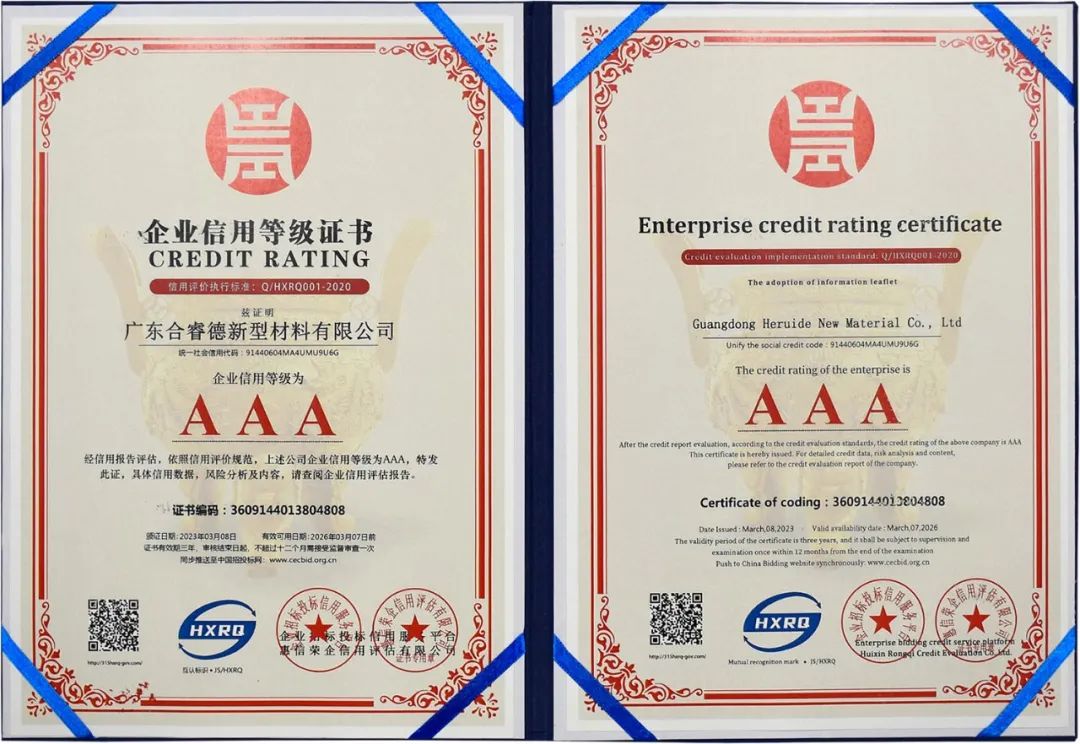 企业信用等级证书
CREDIT RATING
信用评价执行标准：Q/HXRQ001-2020
兹证明
广东合睿德新型材料有限公司
统一社会信用代码：91440604MA4UMU9U6G
企业信用等级为
AAA
经信用报告评估，依照信用评价规范，上述公司企业信用等级为AAA，特发
此证，具体信用数据，风险分析及内容，请查阅企业信用评估报告。
证书编码：3609144013804808
颁证日期：2023年03月08日 有效可用日期：2026年03月07日前
证书有效期三年，审核结束日起，不超过十二个月需接受监督审查一次
同步推送至中国招投标网：www.cecbid.org.cn
HXRQ
企业招标投标信用服务平台
惠信荣企信用评估有限公司
证书专用章
http://315hang-gov.com/
互认标识 • JS/HXRQ
Enterprise credit rating certificate
Credit evaluation implementation standard: Q/HXRQ001-2020
The adoption of information leaflet
Guangdong Heruide New Material Co., Ltd
Unify the social credit code : 91440604MA4UMU9U6G
The credit rating of the enterprise is
AAA
After the credit report evaluation, according to the credit evaluation standards, the credit rating of the above company is AAA
This certificate is hereby issued. For detailed credit data, risk analysis and content,
please refer to the credit evaluation report of the company.
Certificate of coding : 3609144013804808
Date Issued : March,08,2023 · Valid availability date : March,07,2026
The validity period of the certificate is three years, and it shall be subject to supervision and
examination once within 12 months from the end of the examination
Push to China Bidding website synchronously: www.cecbid.org.cn
HXRQ
Enterprise bidding credit service platform
Huixin Rongqi Credit Evaluation Co.,Ltd.
http://315hang-gov.com/
Mutual recognition mark • JS/HXRQ